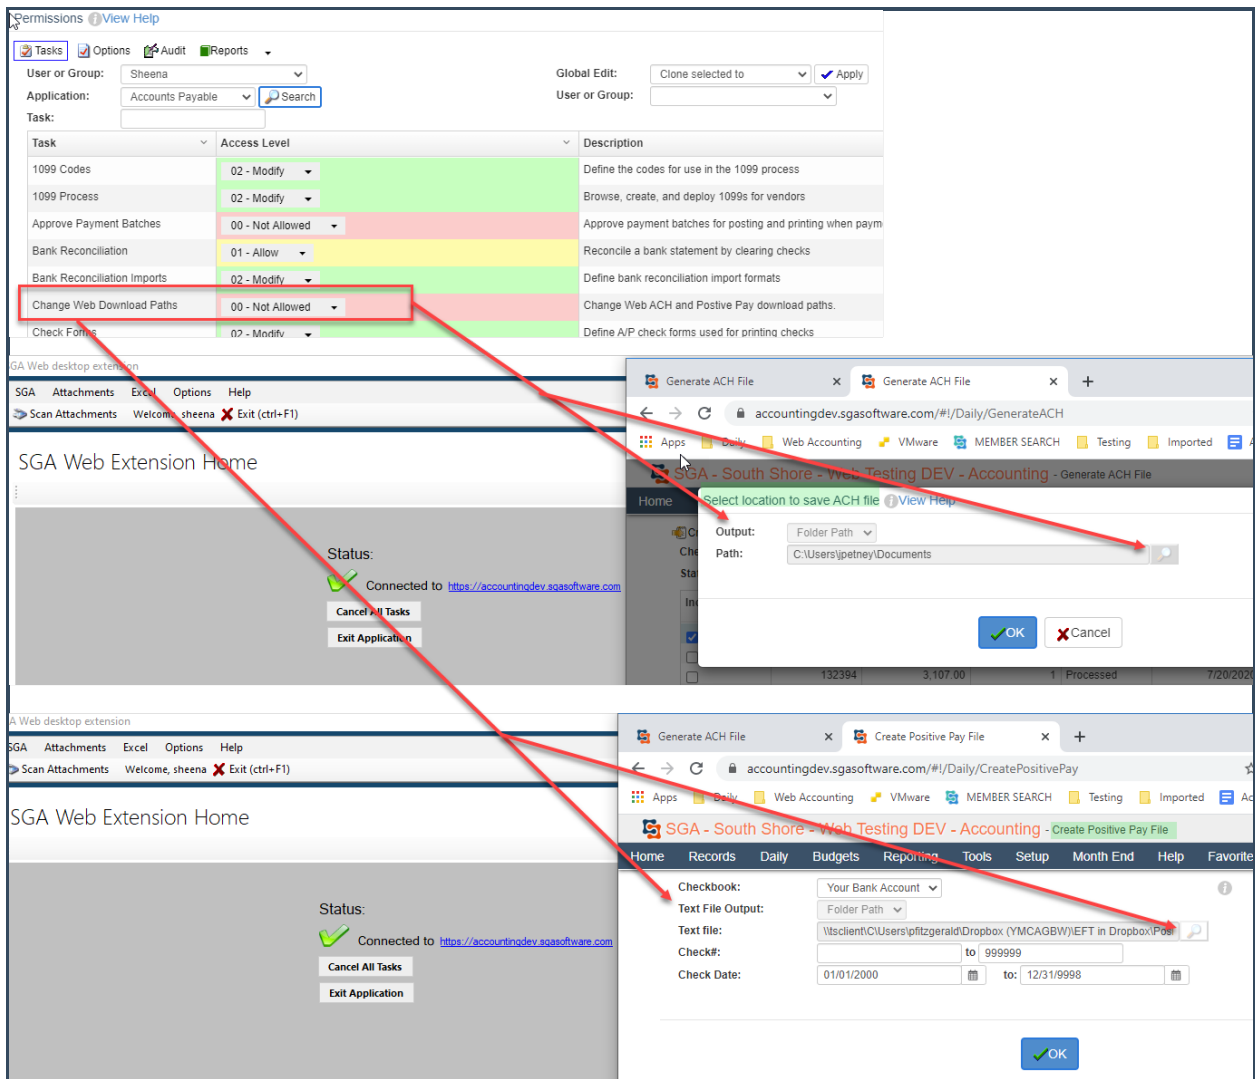 Permissions View Help
Tasks Options Audit Reports
User or Group: Sheena Global Edit: Clone selected to Apply
Application: Accounts Payable Search User or Group:
Task:
Task Access Level Description
1099 Codes 02 - Modify Define the codes for use in the 1099 process
1099 Process 02 - Modify Browse, create, and deploy 1099s for vendors
Approve Payment Batches 00 - Not Allowed Approve payment batches for posting and printing when paym
Bank Reconciliation 01 - Allow Reconcile a bank statement by clearing checks
Bank Reconciliation Imports 02 - Modify Define bank reconciliation import formats
Change Web Download Paths 00 - Not Allowed Change Web ACH and Postive Pay download paths.
Check Forms 02 - Modify Define A/P check forms used for printing checks
SGA Web desktop extension
SGA Attachments Excel Options Help
Scan Attachments Welcome, sheena Exit (ctrl+F1)
SGA Web Extension Home
Status:
Connected to https://accountingdev.sgasoftware.com
Cancel All Tasks
Exit Application
Generate ACH File Generate ACH File
accountingdev.sgasoftware.com/#!/Daily/GenerateACH
Apps Daily Web Accounting VMware MEMBER SEARCH Testing Imported
SGA - South Shore - Web Testing DEV - Accounting - Generate ACH File
Home
Select location to save ACH file View Help
Output: Folder Path
Path: C:\Users\jpetney\Documents
OK Cancel
132394 3,107.00 1 Processed 7/20/2020
A Web desktop extension
SGA Attachments Excel Options Help
Scan Attachments Welcome, sheena Exit (ctrl+F1)
SGA Web Extension Home
Status:
Connected to https://accountingdev.sgasoftware.com
Cancel All Tasks
Exit Application
Generate ACH File Create Positive Pay File
accountingdev.sgasoftware.com/#!/Daily/CreatePositivePay
Apps Daily Web Accounting VMware MEMBER SEARCH Testing Imported Ac
SGA - South Shore - Web Testing DEV - Accounting - Create Positive Pay File
Home Records Daily Budgets Reporting Tools Setup Month End Help Favorite
Checkbook: Your Bank Account
Text File Output: Folder Path
Text file: \\tsclient\C\Users\pfitzgerald\Dropbox (YMCAGBW)\EFT in Dropbox\Posi
Check#: to 999999
Check Date: 01/01/2000 to: 12/31/9998
OK